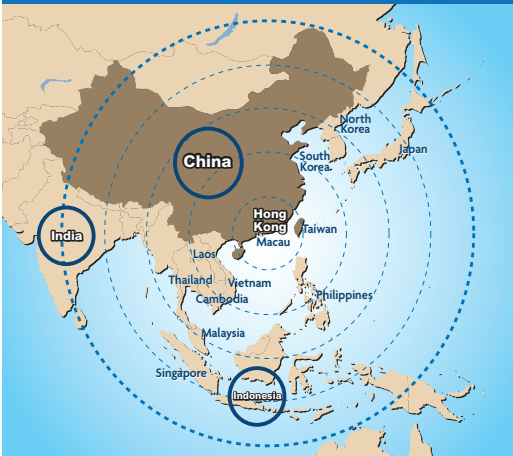 North
Korea
Japan
China
South
Korea
Hong
Kong
Taiwan
India
Macau
Laos
Thailand
Vietnam
Cambodia
Philippines
Malaysia
Singapore
Indonesia